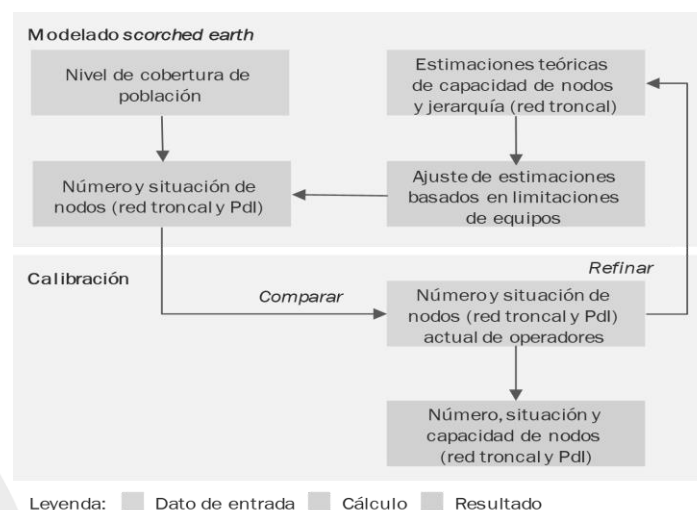 Modelado scorched earth
Nivel de cobertura de
población
Estimaciones teóricas
de capacidad de nodos
y jerarquía (red troncal)
Número y situación de
nodos (red troncal y PdI)
Ajuste de estimaciones
basados en limitaciones
de equipos
Calibración
Comparar
Refinar
Número y situación de
nodos (red troncal y PdI)
actual de operadores
Número, situación y
capacidad de nodos
(red troncal y PdI)
Leyenda: Dato de entrada Cálculo Resultado